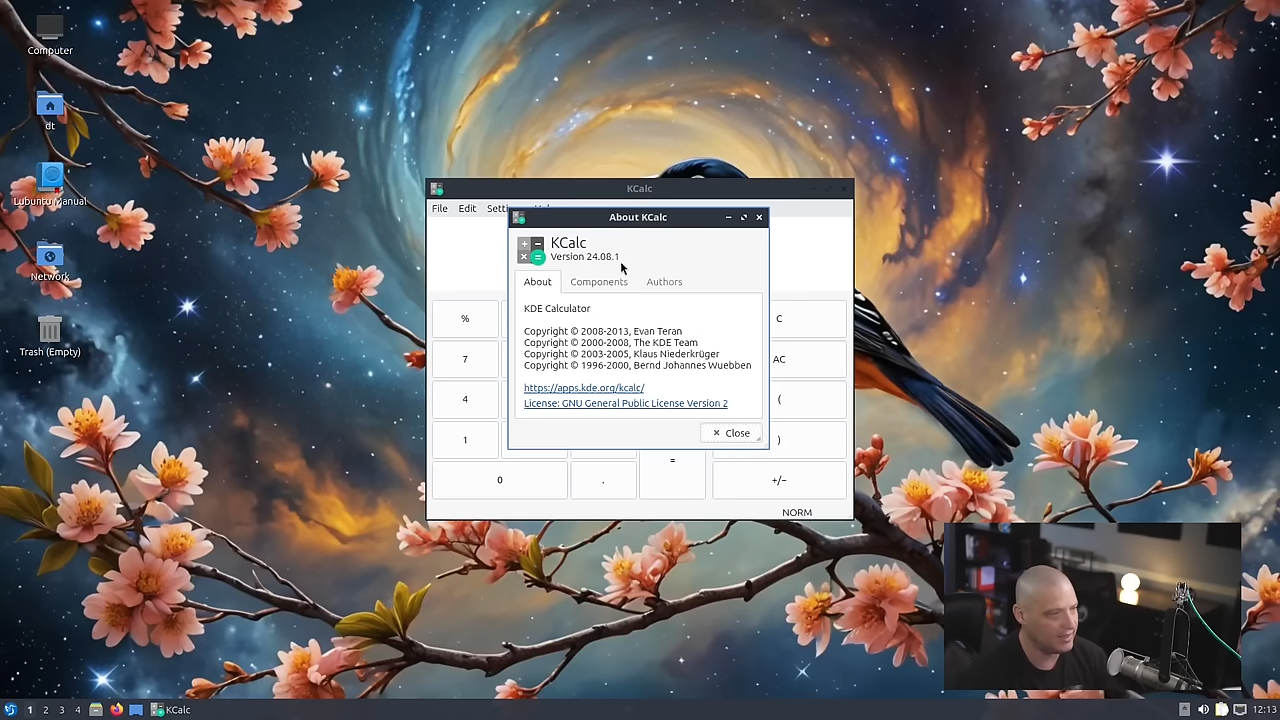 Computer
dt
Lubuntu Manual
Network
Trash (Empty)
KCalc
File Edit
About KCalc
KCalc
Version 24.08.1
About Components Authors
KDE Calculator
Copyright © 2008-2013, Evan Teran
Copyright © 2000-2008, The KDE Team
Copyright © 2003-2005, Klaus Niederkrüger
Copyright © 1996-2000, Bernd Johannes Wuebben
https://apps.kde.org/kcalc/
License: GNU General Public License Version 2
✕ Close
% C
7 AC
4 (
1 )
=
0 . +/−
NORM
1 2 3 4 KCalc 12:13